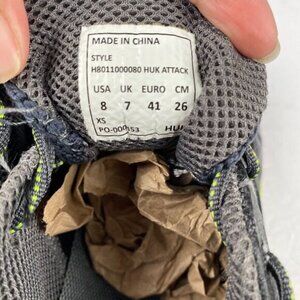 MADE IN CHINA
STYLE
H8011000080 HUK ATTACK
USA UK EURO CM
8 7 41 26
XS